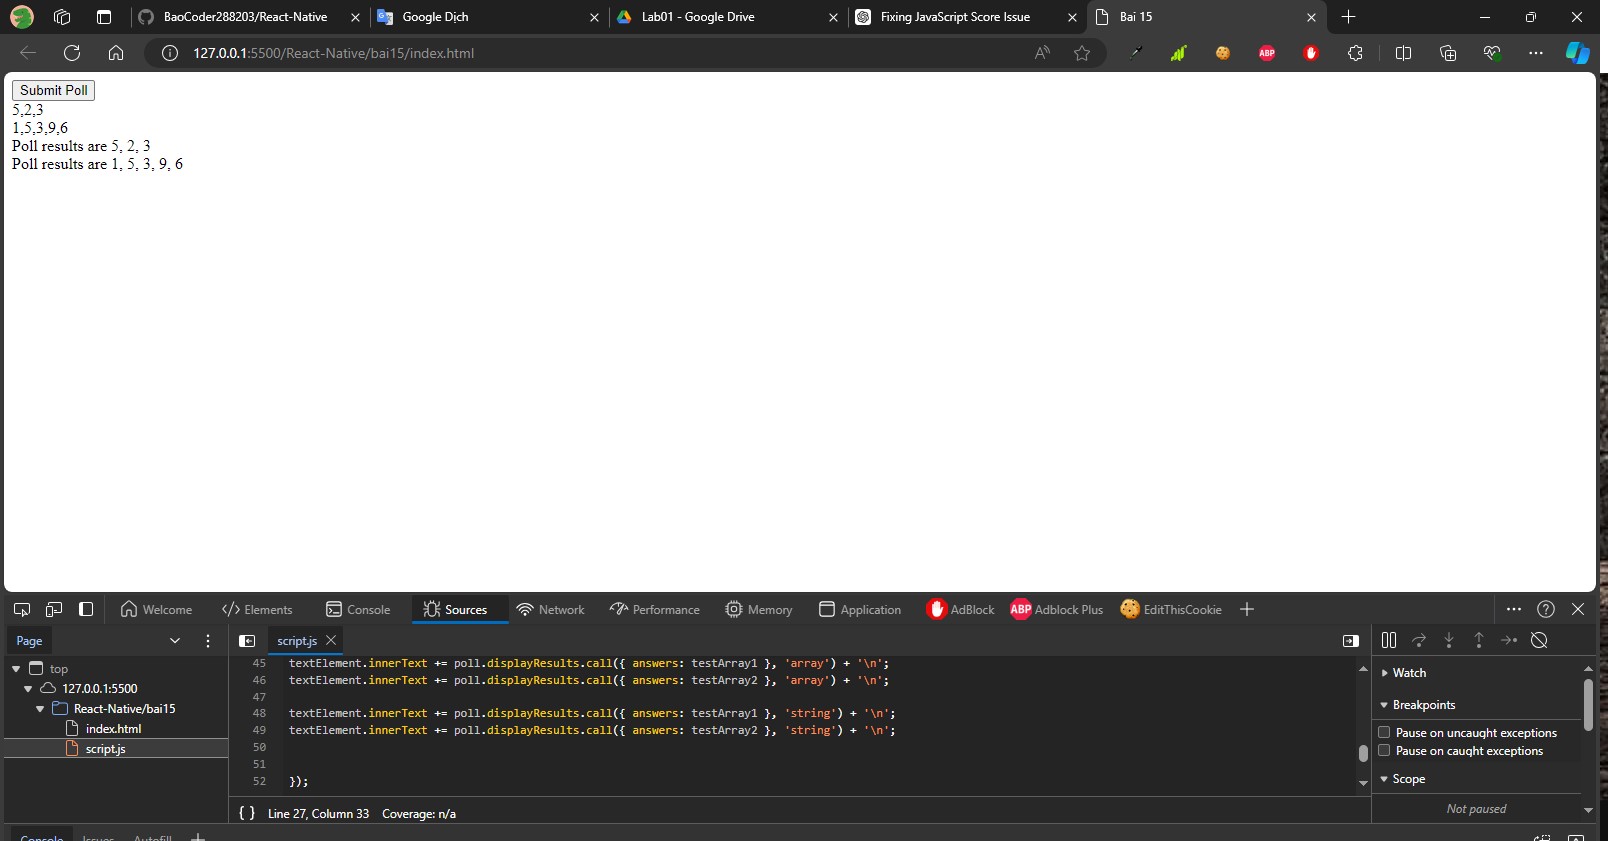 BaoCoder288203/React-Native
Google Dịch
Lab01 - Google Drive
Fixing JavaScript Score Issue
Bai 15
127.0.0.1:5500/React-Native/bai15/index.html
ABP
Submit Poll
5,2,3
1,5,3,9,6
Poll results are 5, 2, 3
Poll results are 1, 5, 3, 9, 6
Welcome
</> Elements
Console
Sources
Network
Performance
Memory
Application
AdBlock
ABP Adblock Plus
EditThisCookie
Page
script.js
45 textElement.innerText += poll.displayResults.call({ answers: testArray1 }, 'array') + '\n';
46 textElement.innerText += poll.displayResults.call({ answers: testArray2 }, 'array') + '\n';
47
48 textElement.innerText += poll.displayResults.call({ answers: testArray1 }, 'string') + '\n';
49 textElement.innerText += poll.displayResults.call({ answers: testArray2 }, 'string') + '\n';
50
51
52 });
top
127.0.0.1:5500
React-Native/bai15
index.html
script.js
Watch
Breakpoints
Pause on uncaught exceptions
Pause on caught exceptions
Scope
Not paused
{ } Line 27, Column 33 Coverage: n/a
Console Issues Autofill